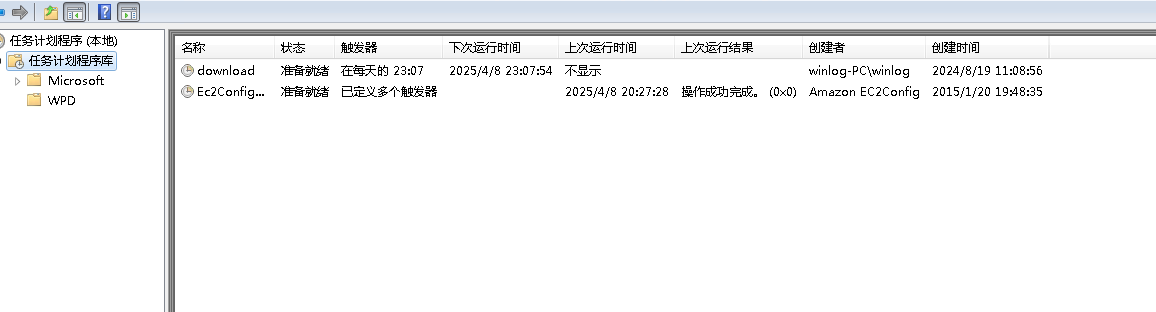 任务计划程序 (本地)
任务计划程序库
Microsoft
WPD
名称 状态 触发器 下次运行时间 上次运行时间 上次运行结果 创建者 创建时间
download 准备就绪 在每天的 23:07 2025/4/8 23:07:54 不显示 winlog-PC\winlog 2024/8/19 11:08:56
Ec2Config... 准备就绪 已定义多个触发器 2025/4/8 20:27:28 操作成功完成。 (0x0) Amazon EC2Config 2015/1/20 19:48:35